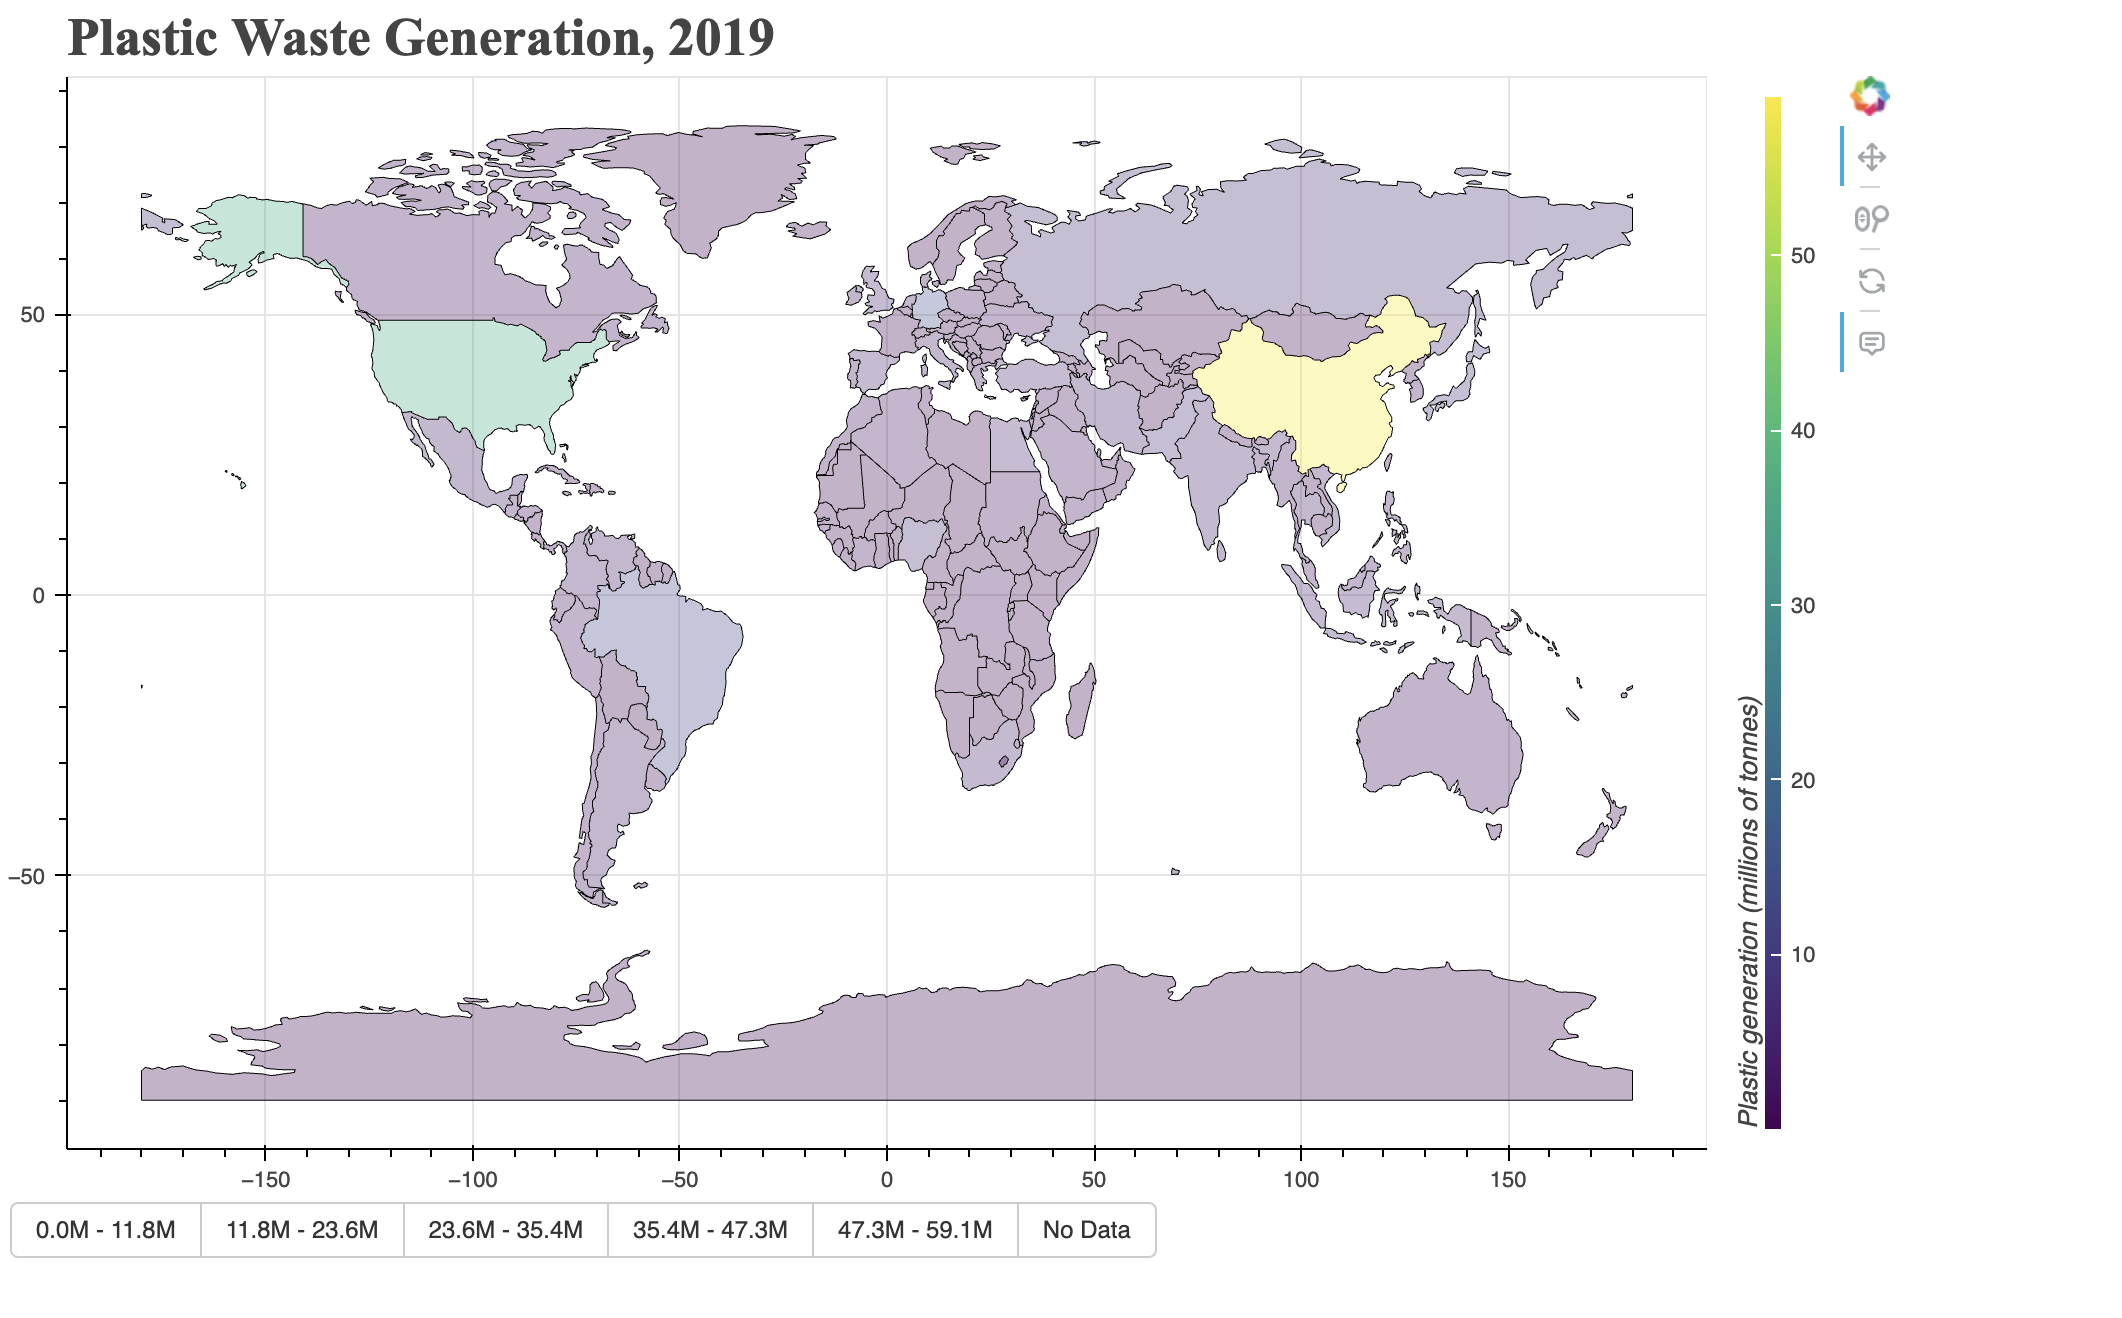 Plastic Waste Generation, 2019
50
0
−50
−150
−100
−50
0
50
100
150
50
40
30
20
10
Plastic generation (millions of tonnes)
0.0M - 11.8M
11.8M - 23.6M
23.6M - 35.4M
35.4M - 47.3M
47.3M - 59.1M
No Data